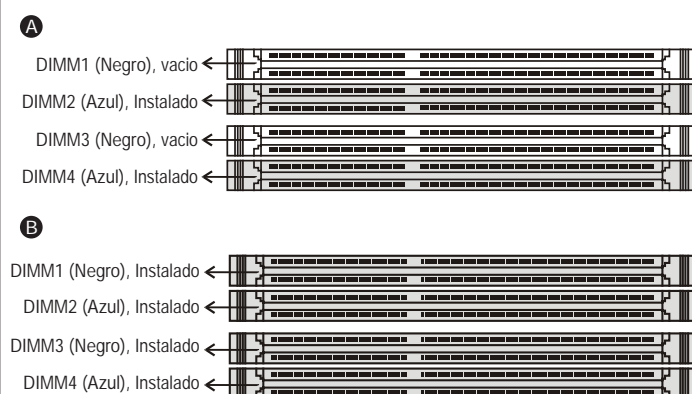 A
DIMM1 (Negro), vacio
DIMM2 (Azul), Instalado
DIMM3 (Negro), vacio
DIMM4 (Azul), Instalado
B
DIMM1 (Negro), Instalado
DIMM2 (Azul), Instalado
DIMM3 (Negro), Instalado
DIMM4 (Azul), Instalado